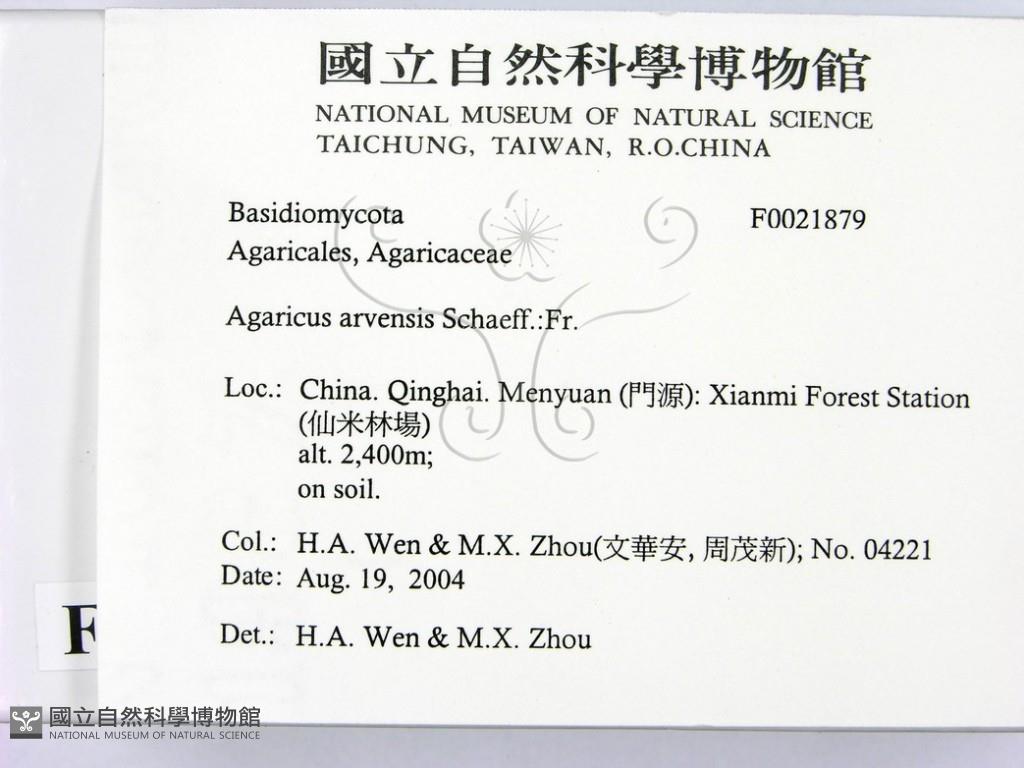 國立自然科學博物館
NATIONAL MUSEUM OF NATURAL SCIENCE
TAICHUNG, TAIWAN, R.O.CHINA
Basidiomycota F0021879
Agaricales, Agaricaceae
Agaricus arvensis Schaeff.:Fr.
Loc.: China. Qinghai. Menyuan (門源): Xianmi Forest Station
(仙米林場)
alt. 2,400m;
on soil.
Col.: H.A. Wen & M.X. Zhou(文華安, 周茂新); No. 04221
Date: Aug. 19, 2004
Det.: H.A. Wen & M.X. Zhou
F
國立自然科學博物館
NATIONAL MUSEUM OF NATURAL SCIENCE